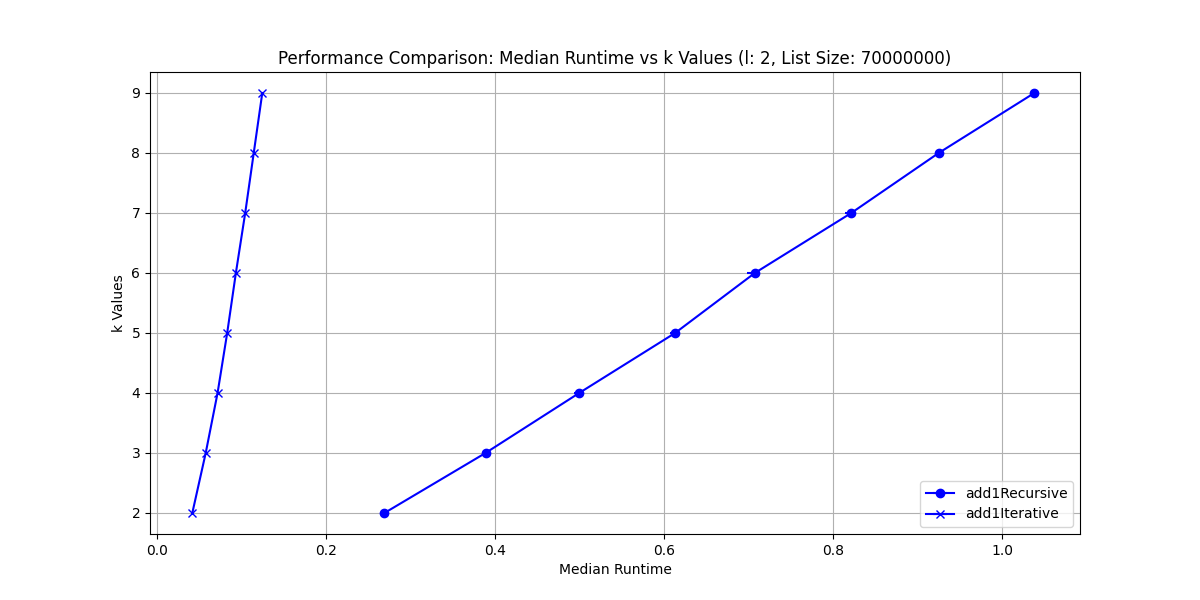 Performance Comparison: Median Runtime vs k Values (l: 2, List Size: 70000000)
k Values
9
8
7
6
5
4
3
2
0.0 0.2 0.4 0.6 0.8 1.0
Median Runtime
add1Recursive
add1Iterative